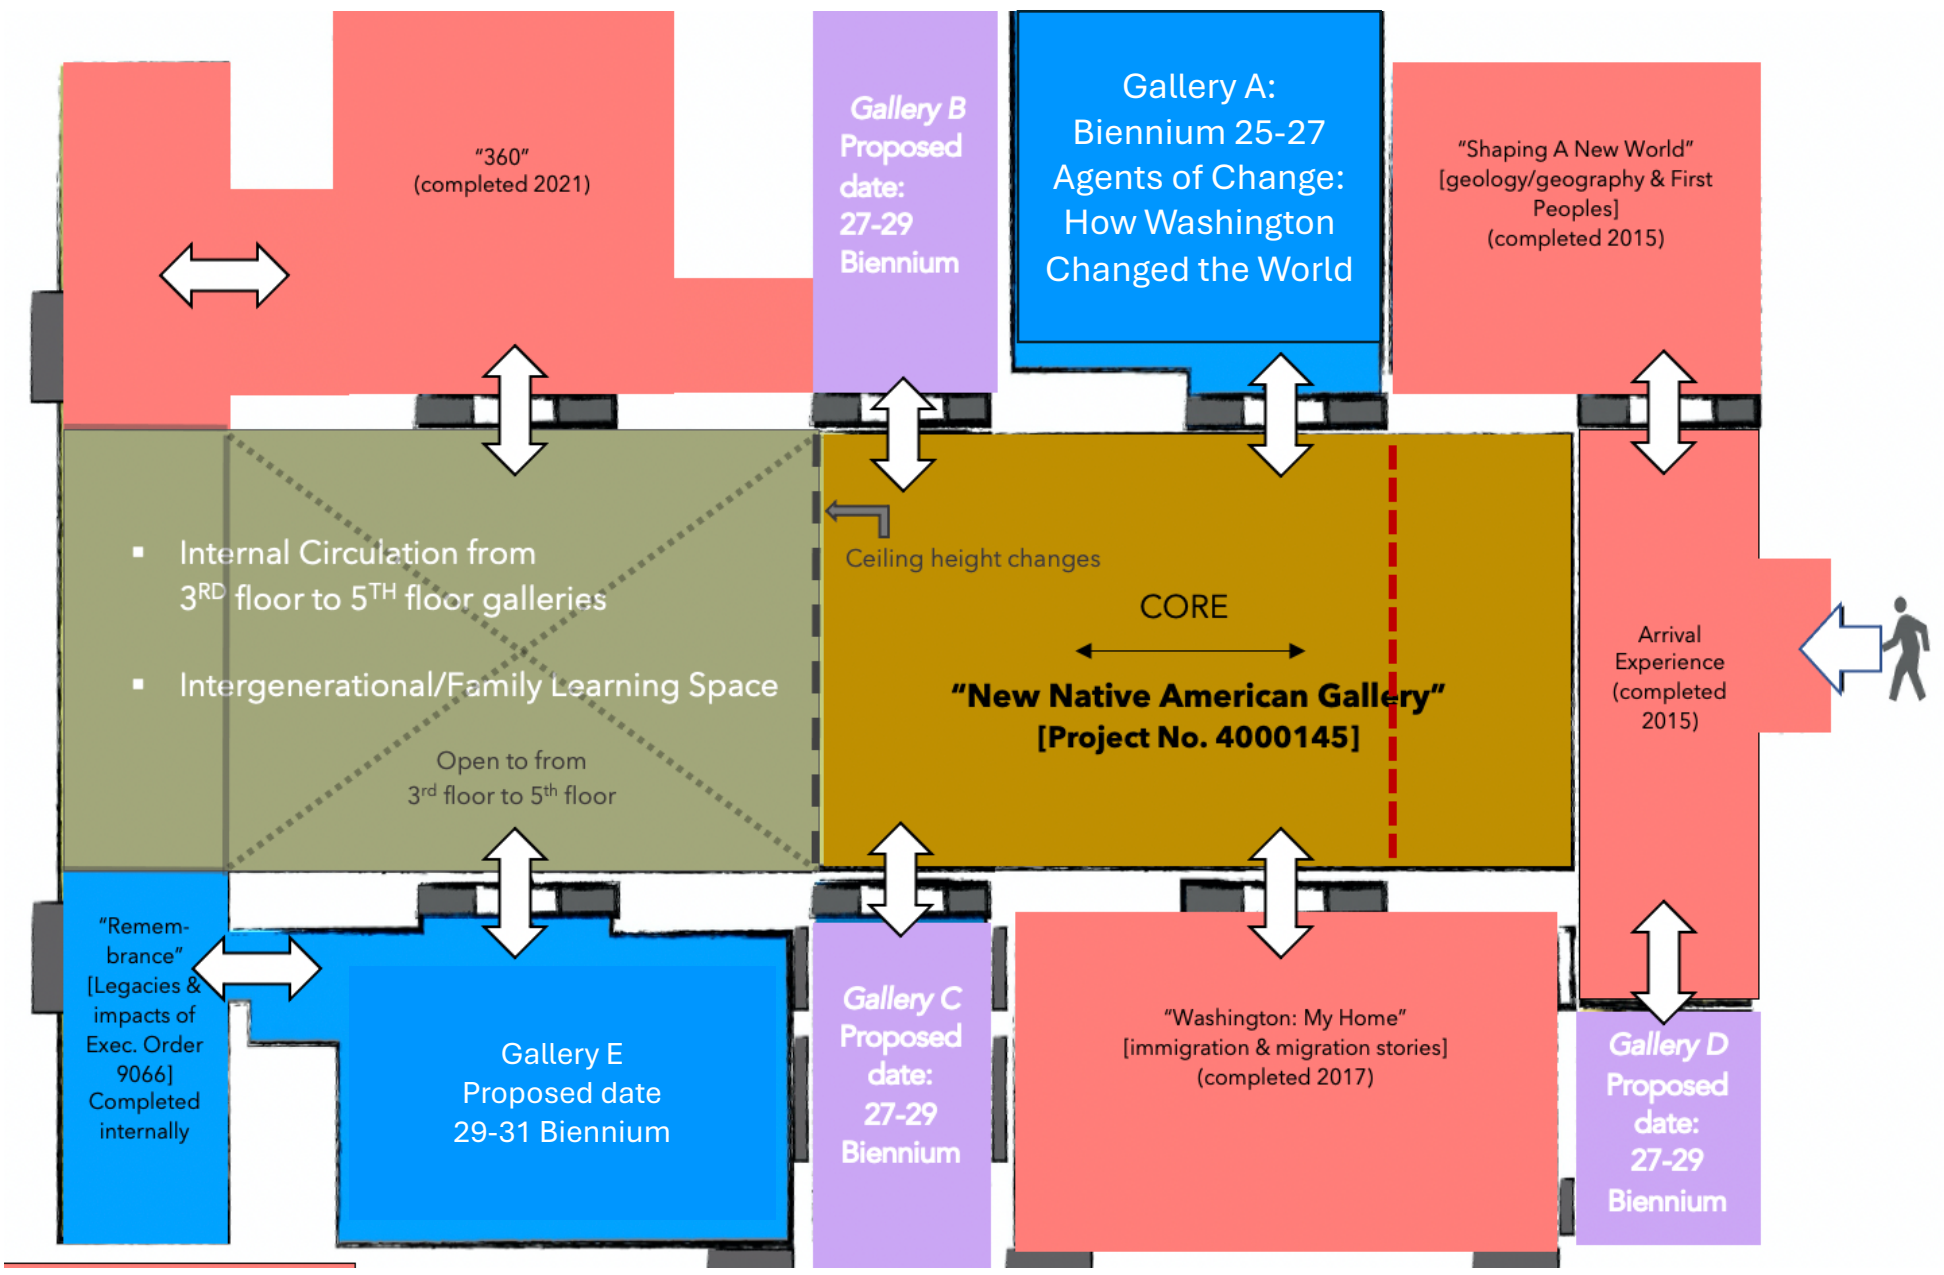 “360”
(completed 2021)
Gallery B
Proposed
date:
27-29
Biennium
Gallery A:
Biennium 25-27
Agents of Change:
How Washington
Changed the World
“Shaping A New World”
[geology/geography & First
Peoples]
(completed 2015)
▪ Internal Circulation from
3RD floor to 5TH floor galleries
▪ Intergenerational/Family Learning Space
Open to from
3rd floor to 5th floor
Ceiling height changes
CORE
“New Native American Gallery”
[Project No. 4000145]
Arrival
Experience
(completed
2015)
“Remem-
brance”
[Legacies &
impacts of
Exec. Order
9066]
Completed
internally
Gallery E
Proposed date
29-31 Biennium
Gallery C
Proposed
date:
27-29
Biennium
“Washington: My Home”
[immigration & migration stories]
(completed 2017)
Gallery D
Proposed
date:
27-29
Biennium